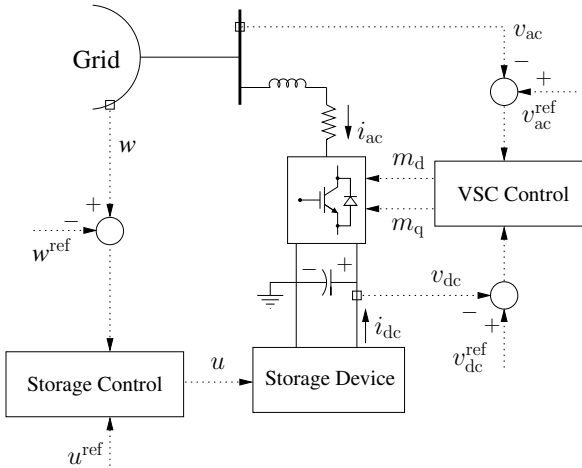 v_ac
Grid
−
+
v_ac^ref
i_ac
w
m_d
VSC Control
m_q
+
−
w^ref
−
+
v_dc
−
+
i_dc
v_dc^ref
u
Storage Control
Storage Device
u^ref